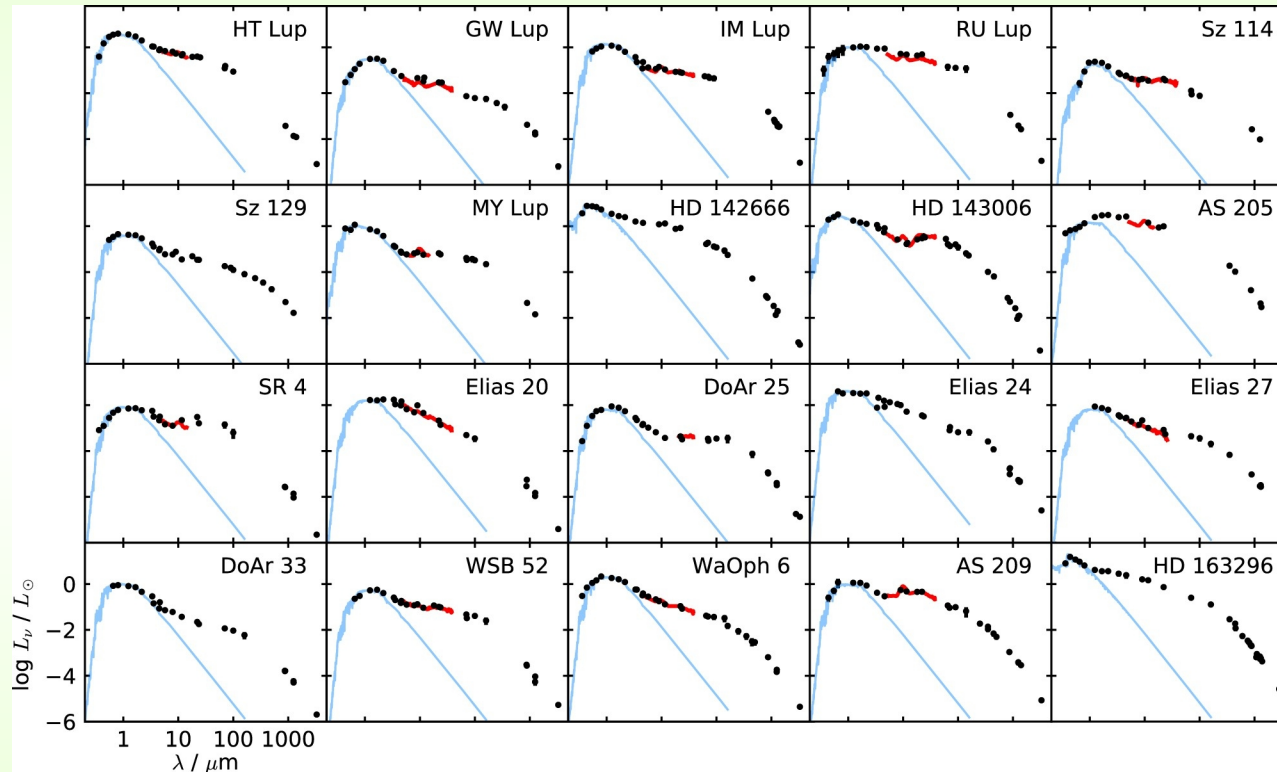 HT Lup
GW Lup
IM Lup
RU Lup
Sz 114
Sz 129
MY Lup
HD 142666
HD 143006
AS 205
SR 4
Elias 20
DoAr 25
Elias 24
Elias 27
DoAr 33
WSB 52
WaOph 6
AS 209
HD 163296
0
−2
−4
−6
log Lν / L⊙
1 10 100 1000
λ / μm